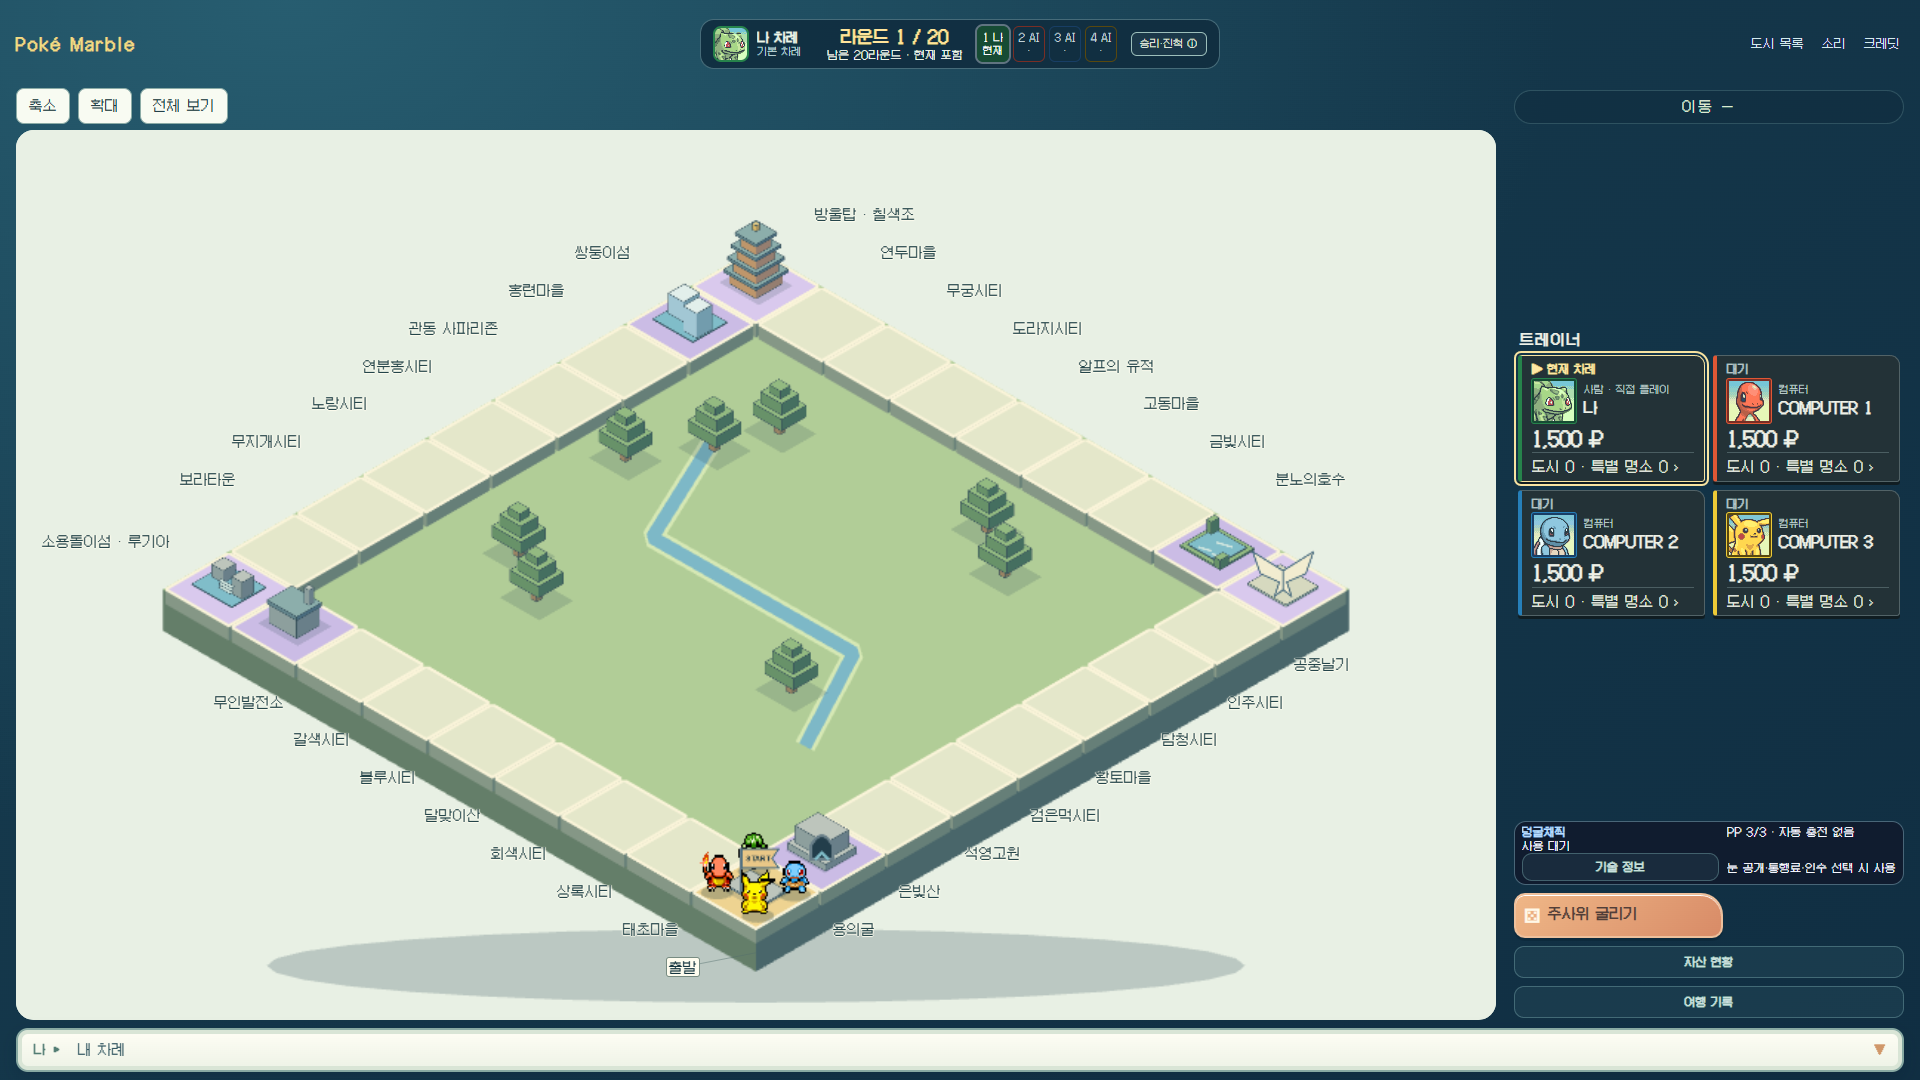 Poké Marble
나 차례
기본 차례
라운드 1 / 20
남은 20라운드 · 현재 포함
1 나
현재
2 AI
·
3 AI
·
4 AI
·
승리·진척 ⓘ
도시 목록
소리
크레딧
축소
확대
전체 보기
이동 —
방울탑 · 칠색조
쌍둥이섬
연두마을
홍련마을
무궁시티
관동 사파리존
도라지시티
연분홍시티
알프의 유적
노랑시티
고동마을
무지개시티
금빛시티
보라타운
분노의호수
소용돌이섬 · 루기아
공중날기
무인발전소
인주시티
갈색시티
담청시티
블루시티
황토마을
달맞이산
검은먹시티
회색시티
석영고원
상록시티
은빛산
태초마을
용의굴
START
출발
트레이너
▶ 현재 차례
사람 · 직접 플레이
나
1,500 ₽
도시 0 · 특별 명소 0 ›
대기
컴퓨터
COMPUTER 1
1,500 ₽
도시 0 · 특별 명소 0 ›
대기
컴퓨터
COMPUTER 2
1,500 ₽
도시 0 · 특별 명소 0 ›
대기
컴퓨터
COMPUTER 3
1,500 ₽
도시 0 · 특별 명소 0 ›
덩굴채찍
사용 대기
PP 3/3 · 자동 충전 없음
기술 정보
눈 공개·통행료·인수 선택 시 사용
주사위 굴리기
자산 현황
여행 기록
나 ▸ 내 차례
▼